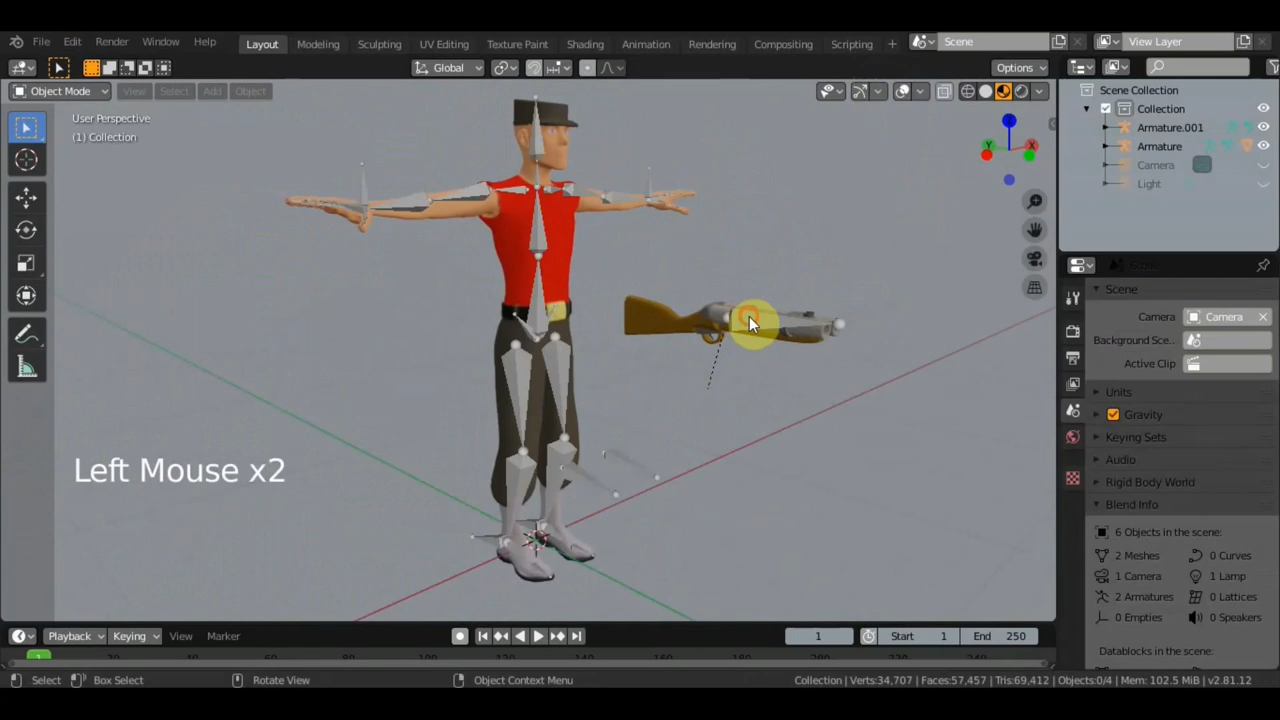 File Edit Render Window Help Layout Modeling Sculpting UV Editing Texture Paint Shading Animation Rendering Compositing Scripting + Scene View Layer
Global Options
Object Mode View Select Add Object
User Perspective
(1) Collection
Z
Y X
Left Mouse x2
Scene Collection
Collection
Armature.001
Armature
Camera
Light
Scene
Scene
Camera Camera
Background Sce..
Active Clip
Units
Gravity
Keying Sets
Audio
Rigid Body World
Blend Info
6 Objects in the scene:
2 Meshes 0 Curves
1 Camera 1 Lamp
2 Armatures 0 Lattices
0 Empties 0 Speakers
Datablocks in the scene:
Playback Keying View Marker 1 Start 1 End 250
1
Select Box Select Rotate View Object Context Menu Collection | Verts:34,707 | Faces:57,457 | Tris:69,412 | Objects:0/4 | Mem: 102.5 MiB | v2.81.12